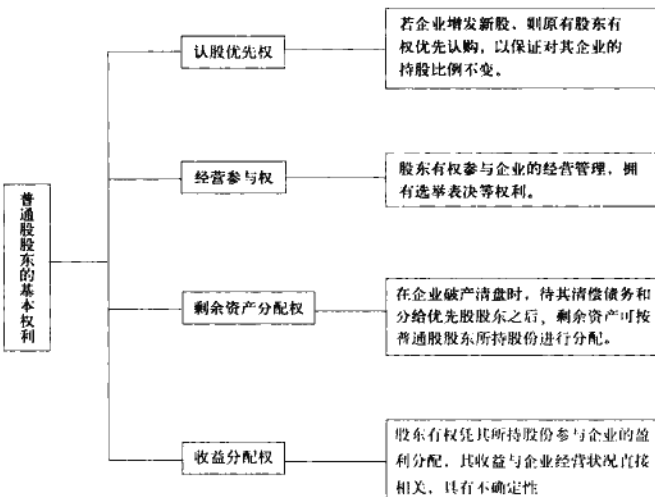 普通股股东的基本权利
认股优先权
若企业增发新股、则原有股东有
权优先认购，以保证对其企业的
持股比例不变。
经营参与权
股东有权参与企业的经营管理，拥
有选举表决等权利。
剩余资产分配权
在企业破产清盘时，待其清偿债务和
分给优先股股东之后，剩余资产可按
普通股股东所持股份进行分配。
收益分配权
股东有权凭其所持股份参与企业的盈
利分配，其收益与企业经营状况直接
相关，具有不确定性